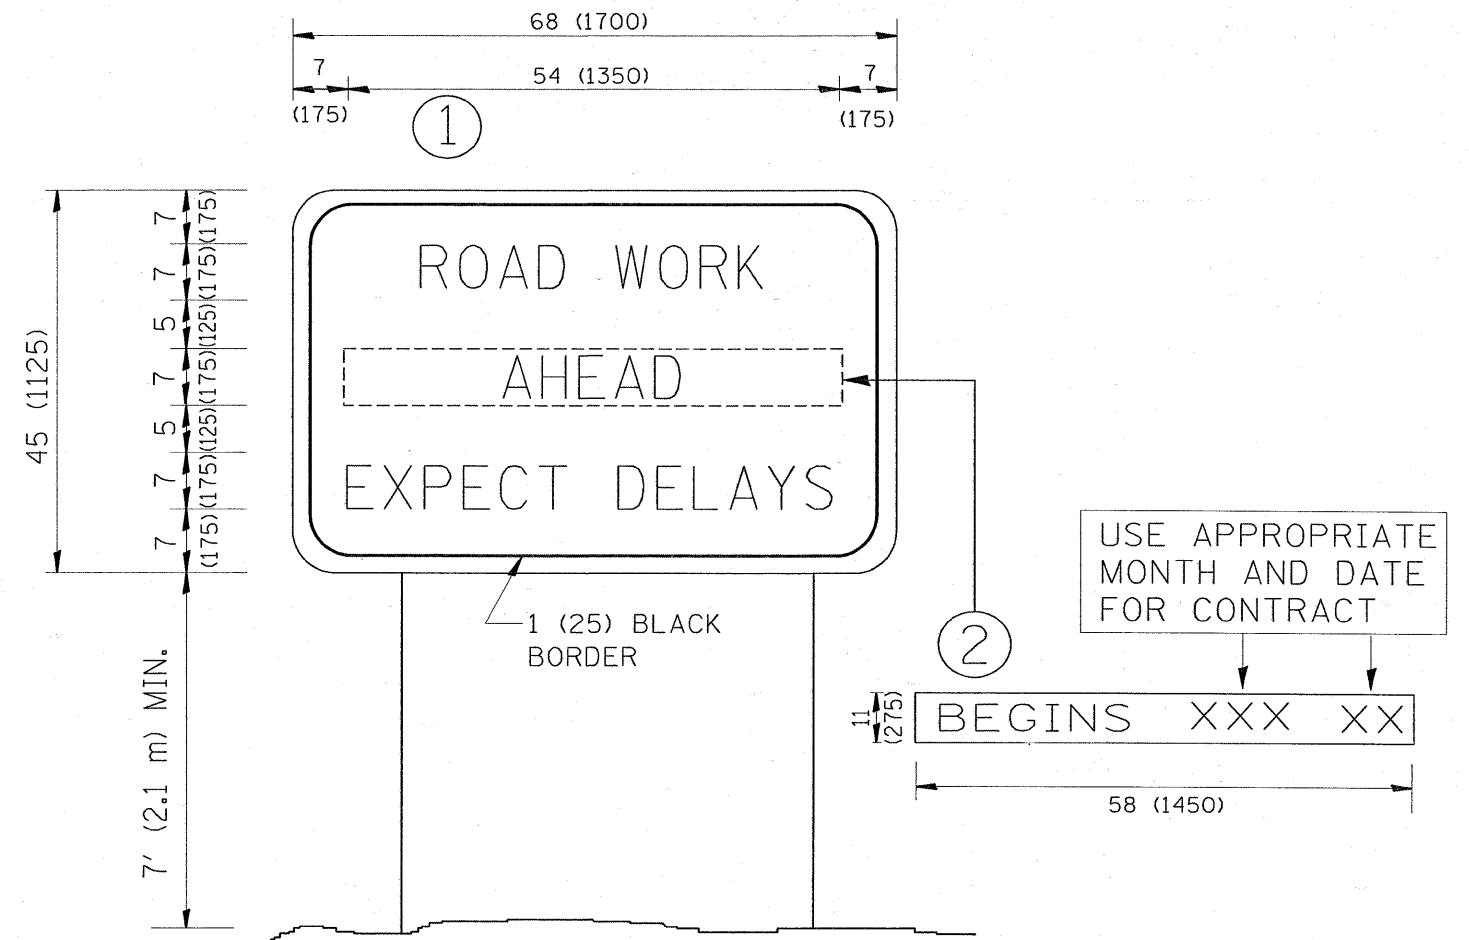 68 (1700)
7
54 (1350)
7
(175)
(175)
1
ROAD WORK
AHEAD
EXPECT DELAYS
45 (1125)
7 (175)
7 (175)
5 (125)
7 (175)
5 (125)
7 (175)
7 (175)
7' (2.1 m) MIN.
1 (25) BLACK
BORDER
USE APPROPRIATE
MONTH AND DATE
FOR CONTRACT
2
11
(275)
BEGINS XXX XX
58 (1450)